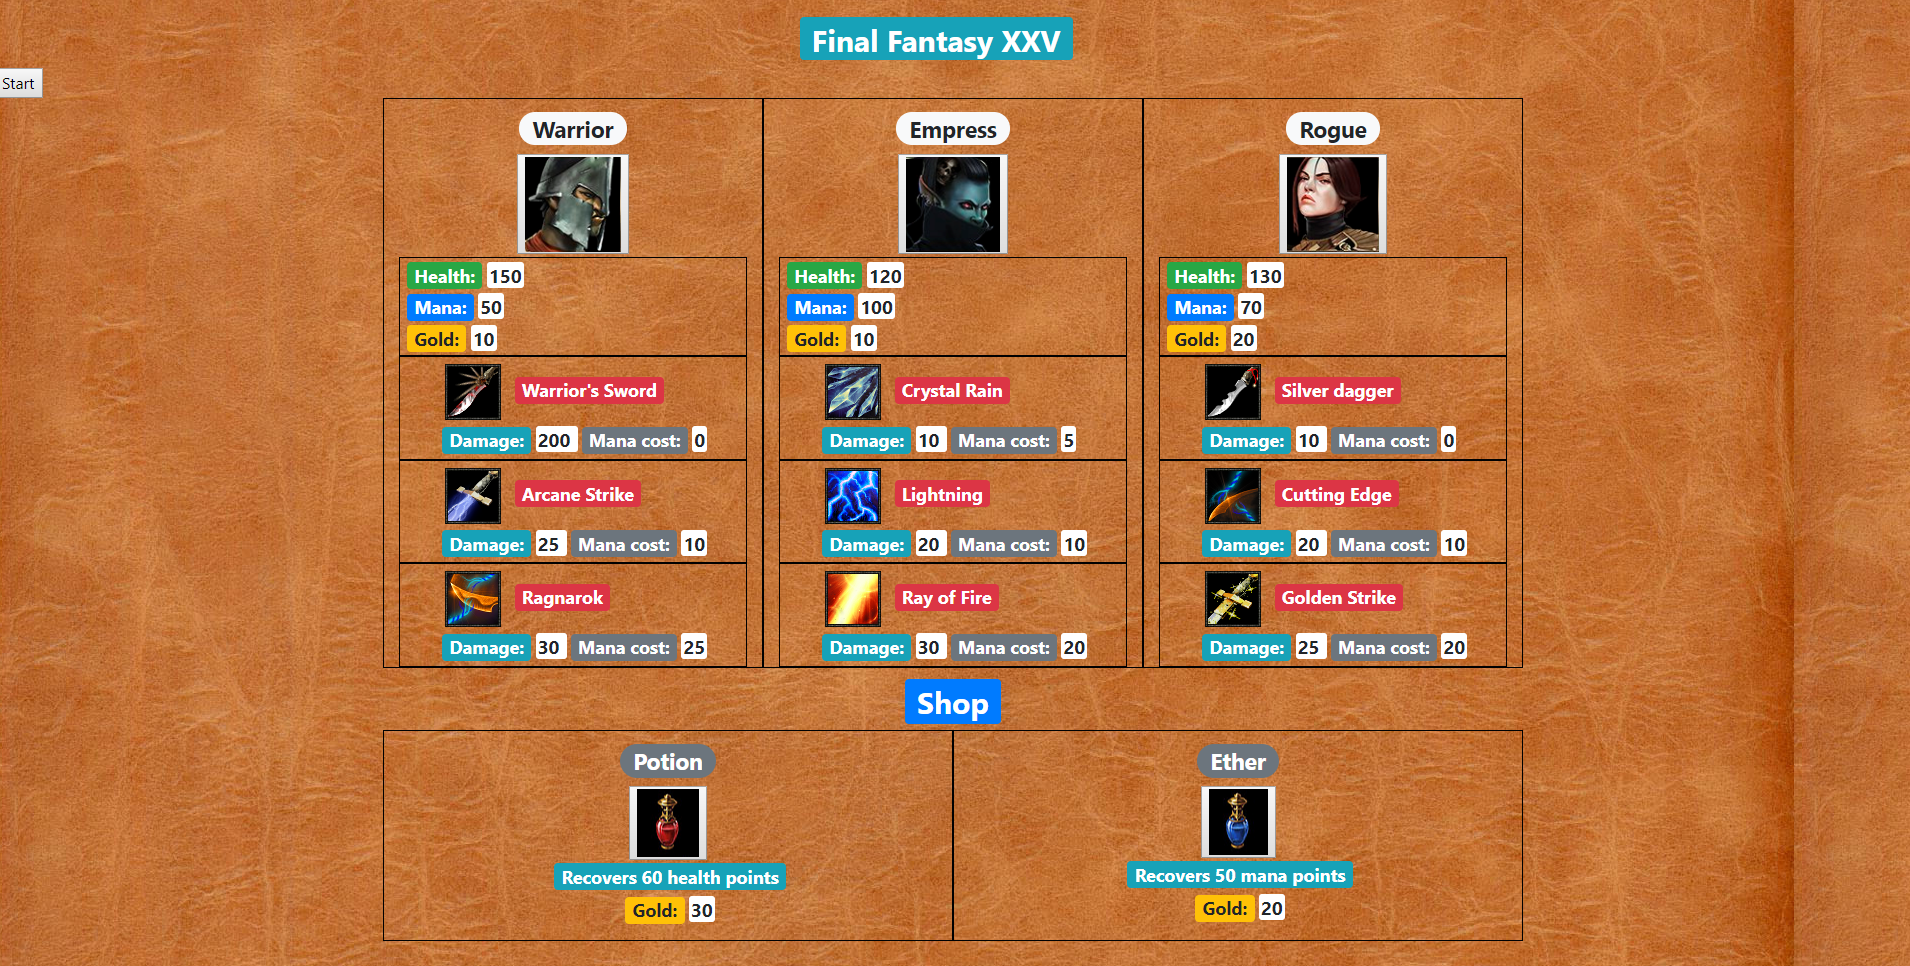 Final Fantasy XXV
Start
Warrior
Health: 150
Mana: 50
Gold: 10
Warrior's Sword
Damage: 200 Mana cost: 0
Arcane Strike
Damage: 25 Mana cost: 10
Ragnarok
Damage: 30 Mana cost: 25
Empress
Health: 120
Mana: 100
Gold: 10
Crystal Rain
Damage: 10 Mana cost: 5
Lightning
Damage: 20 Mana cost: 10
Ray of Fire
Damage: 30 Mana cost: 20
Rogue
Health: 130
Mana: 70
Gold: 20
Silver dagger
Damage: 10 Mana cost: 0
Cutting Edge
Damage: 20 Mana cost: 10
Golden Strike
Damage: 25 Mana cost: 20
Shop
Potion
Recovers 60 health points
Gold: 30
Ether
Recovers 50 mana points
Gold: 20